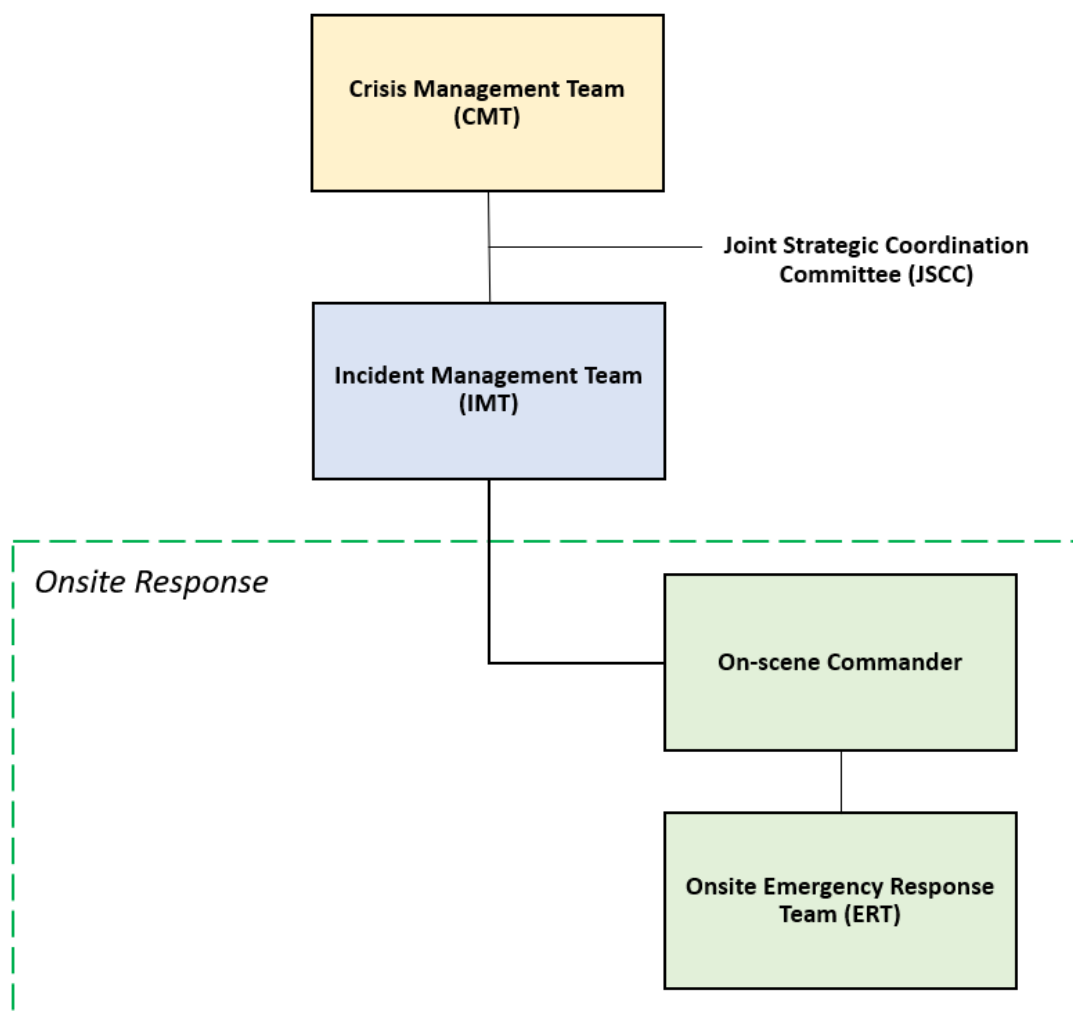 Crisis Management Team
(CMT)
Joint Strategic Coordination
Committee (JSCC)
Incident Management Team
(IMT)
Onsite Response
On-scene Commander
Onsite Emergency Response
Team (ERT)